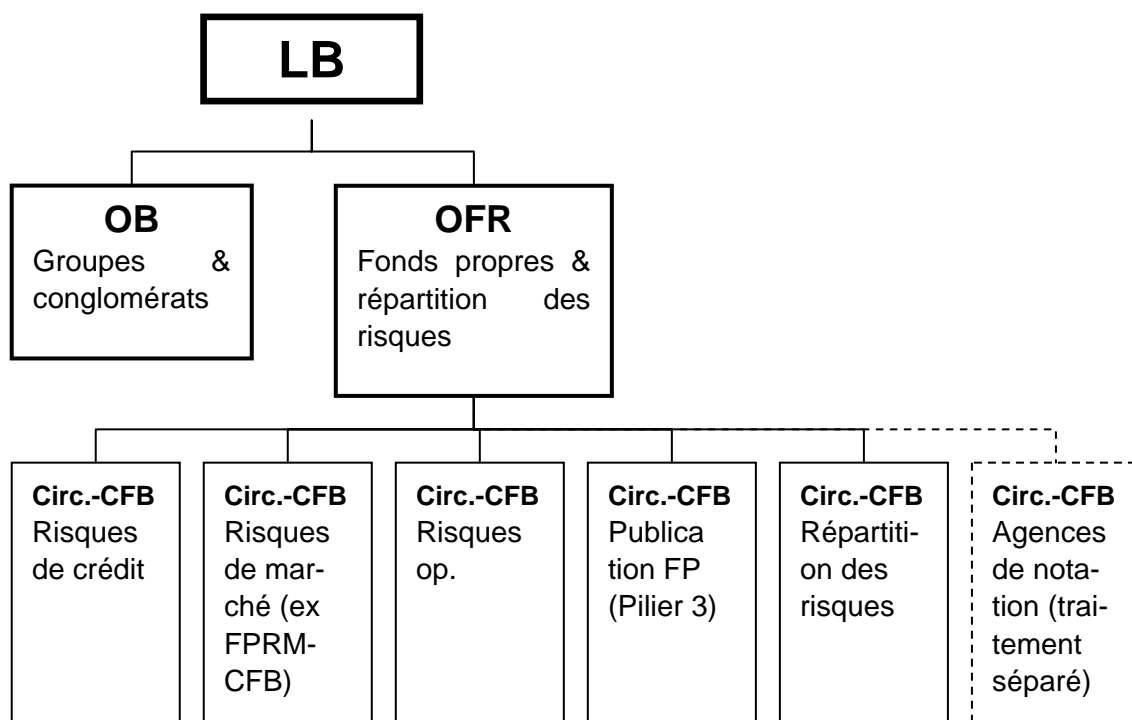 LB
OB
Groupes &
conglomérats
OFR
Fonds propres &
répartition des
risques
Circ.-CFB
Risques
de crédit
Circ.-CFB
Risques
de mar-
ché (ex
FPRM-
CFB)
Circ.-CFB
Risques
op.
Circ.-CFB
Publica
tion FP
(Pilier 3)
Circ.-CFB
Répartiti-
on des
risques
Circ.-CFB
Agences
de nota-
tion (trai-
tement
séparé)